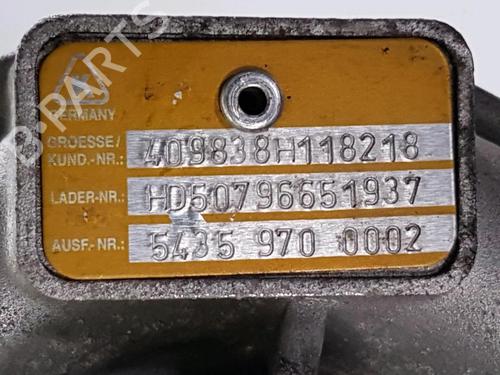 B-PARTS
GERMANY
GROESSE/
KUND.-NR.: 409838H118218
LADER-NR.: HD50796651937
AUSF.-NR.: 5435 970 0002